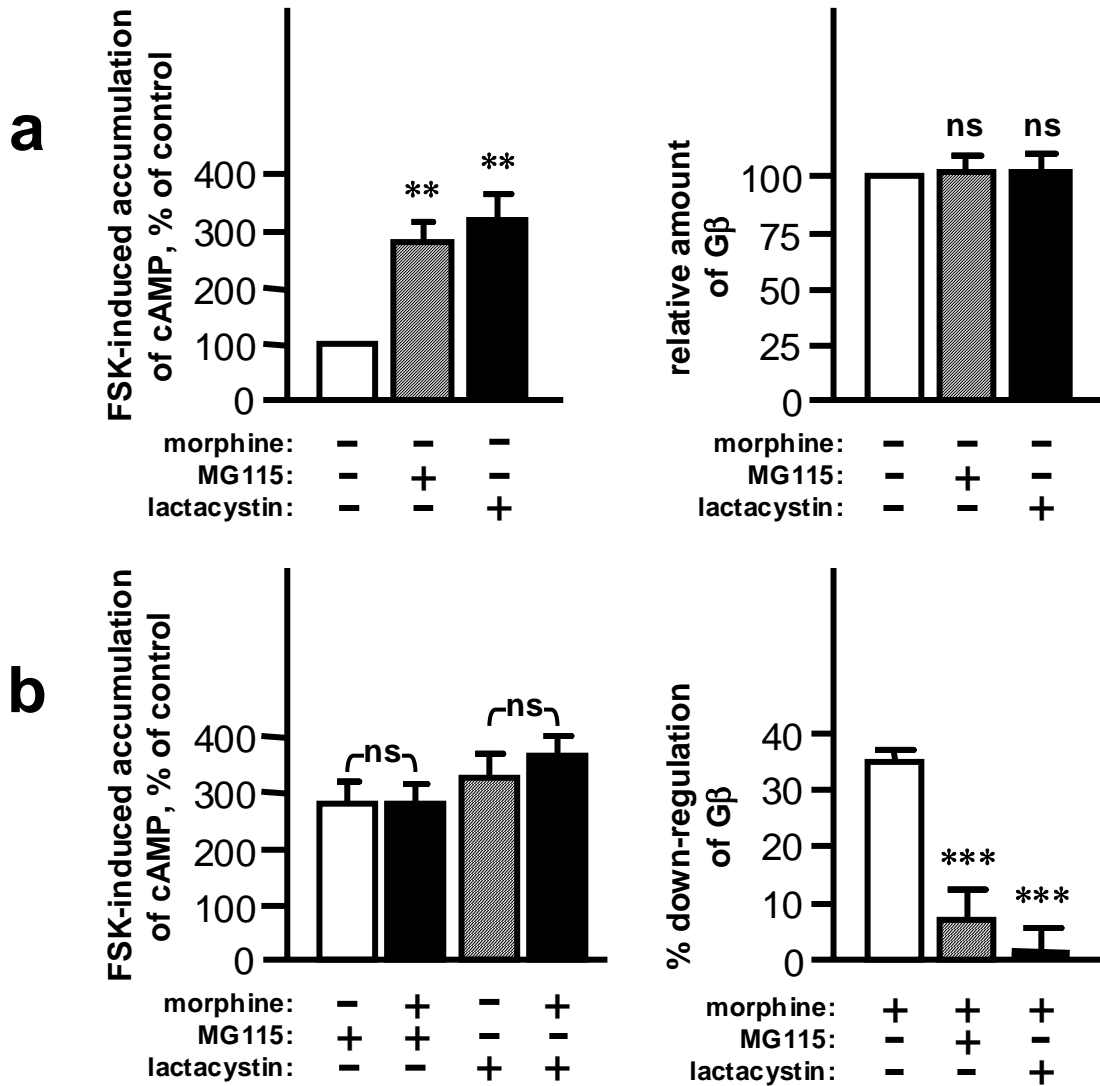 a
FSK-induced accumulation
of cAMP, % of control
400
300
200
100
0
**
**
morphine: – – –
MG115: – + –
lactacystin: – – +
relative amount
of Gβ
100
75
50
25
0
ns
ns
morphine: – – –
MG115: – + –
lactacystin: – – +
b
FSK-induced accumulation
of cAMP, % of control
400
300
200
100
0
ns
ns
morphine: – + – +
MG115: + + – –
lactacystin: – – + +
% down-regulation
of Gβ
40
30
20
10
0
***
***
morphine: + + +
MG115: – + –
lactacystin: – – +